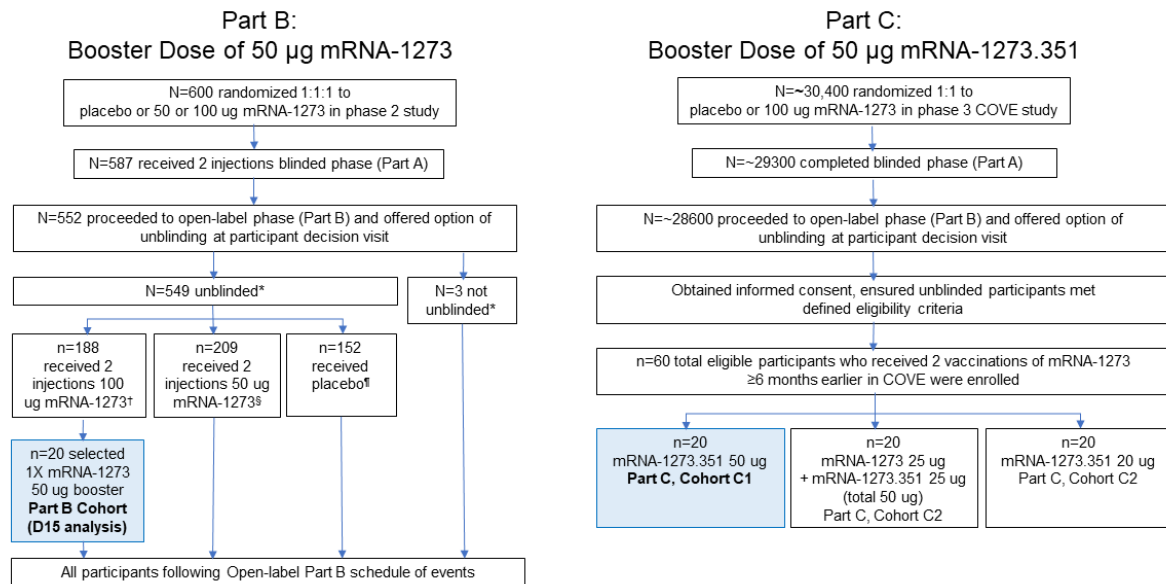 Part B:
Booster Dose of 50 µg mRNA-1273
N=600 randomized 1:1:1 to
placebo or 50 or 100 ug mRNA-1273 in phase 2 study
N=587 received 2 injections blinded phase (Part A)
N=552 proceeded to open-label phase (Part B) and offered option of
unblinding at participant decision visit
N=549 unblinded*
N=3 not
unblinded*
n=188
received 2
injections 100
ug mRNA-1273†
n=209
received 2
injections 50 ug
mRNA-1273§
n=152
received
placebo¶
n=20 selected
1X mRNA-1273
50 ug booster
Part B Cohort
(D15 analysis)
All participants following Open-label Part B schedule of events
Part C:
Booster Dose of 50 µg mRNA-1273.351
N=~30,400 randomized 1:1 to
placebo or 100 ug mRNA-1273 in phase 3 COVE study
N=~29300 completed blinded phase (Part A)
N=~28600 proceeded to open-label phase (Part B) and offered option of
unblinding at participant decision visit
Obtained informed consent, ensured unblinded participants met
defined eligibility criteria
n=60 total eligible participants who received 2 vaccinations of mRNA-1273
≥6 months earlier in COVE were enrolled
n=20
mRNA-1273.351 50 ug
Part C, Cohort C1
n=20
mRNA-1273 25 ug
+ mRNA-1273.351 25 ug
(total 50 ug)
Part C, Cohort C2
n=20
mRNA-1273.351 20 ug
Part C, Cohort C2